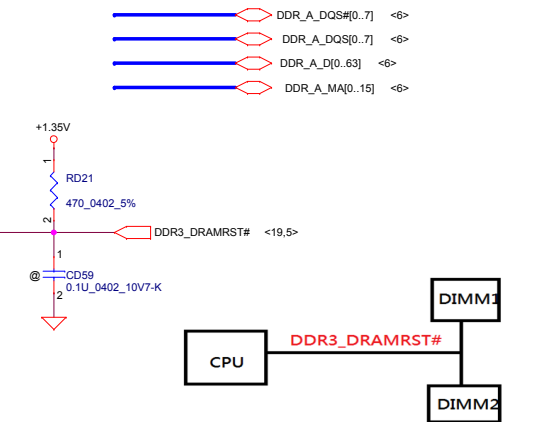 DDR_A_DQS#[0..7] <6>
DDR_A_DQS[0..7] <6>
DDR_A_D[0..63] <6>
DDR_A_MA[0..15] <6>
+1.35V
1
RD21
470_0402_5%
2
DDR3_DRAMRST# <19,5>
1
@ CD59
0.1U_0402_10V7-K
2
DIMM1
DDR3_DRAMRST#
CPU
DIMM2